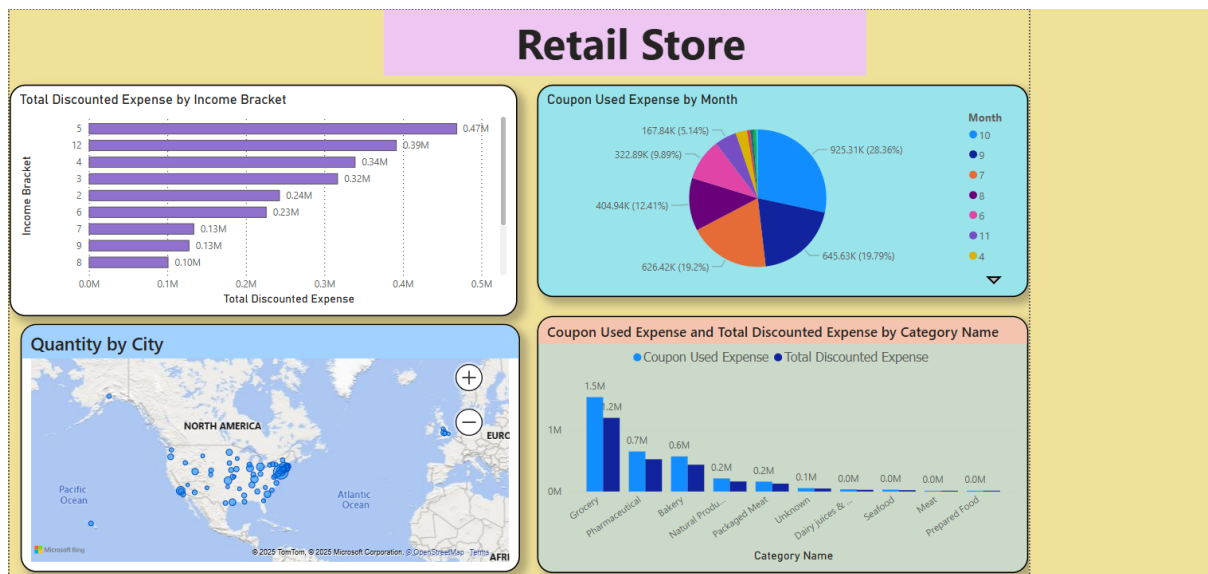 Retail Store
Total Discounted Expense by Income Bracket
Income Bracket
5
0.47M
12
0.39M
4
0.34M
3
0.32M
2
0.24M
6
0.23M
7
0.13M
9
0.13M
8
0.10M
0.0M 0.1M 0.2M 0.3M 0.4M 0.5M
Total Discounted Expense
Coupon Used Expense by Month
167.84K (5.14%)
322.89K (9.89%)
404.94K (12.41%)
626.42K (19.2%)
925.31K (28.36%)
645.63K (19.79%)
Month
10
9
7
8
6
11
4
Quantity by City
NORTH AMERICA
EURO
Pacific
Ocean
Atlantic
Ocean
AFRI
Microsoft Bing
© 2025 TomTom, © 2025 Microsoft Corporation, © OpenStreetMap Terms
Coupon Used Expense and Total Discounted Expense by Category Name
Coupon Used Expense Total Discounted Expense
1M
0M
1.5M
1.2M
0.7M
0.6M
0.2M
0.2M
0.1M
0.0M
0.0M
0.0M
0.0M
Grocery
Pharmaceutical
Bakery
Natural Produ...
Packaged Meat
Unknown
Dairy juices & ...
Seafood
Meat
Prepared Food
Category Name